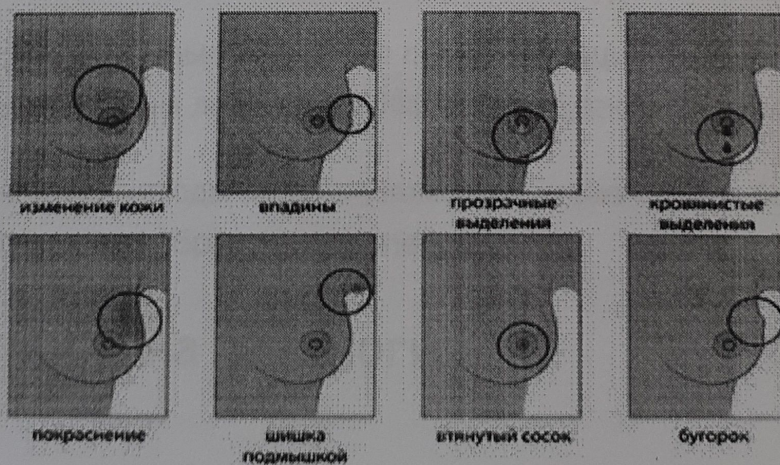 изменение кожи
впадины
прозрачные
выделения
кровянистые
выделения
покраснение
шишка
подмышкой
втянутый сосок
бугорок